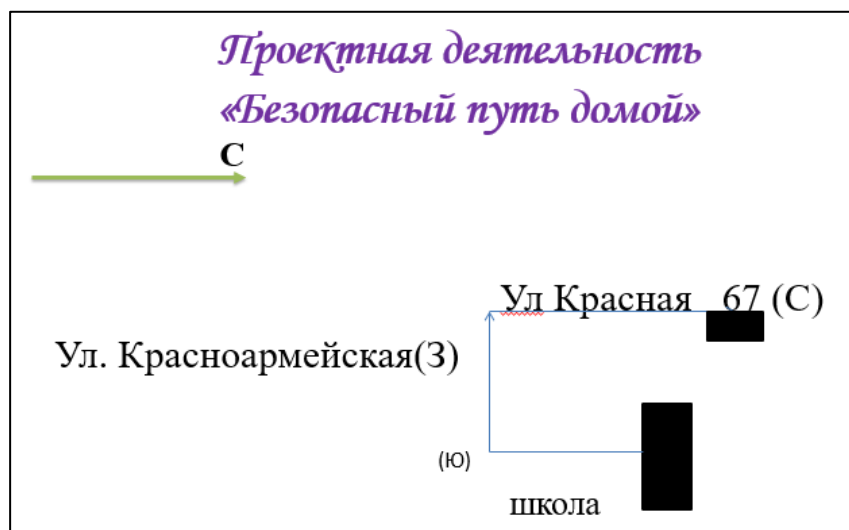 Проектная деятельность
«Безопасный путь домой»
С
Ул Красная 67 (С)
Ул. Красноармейская(З)
(Ю)
школа